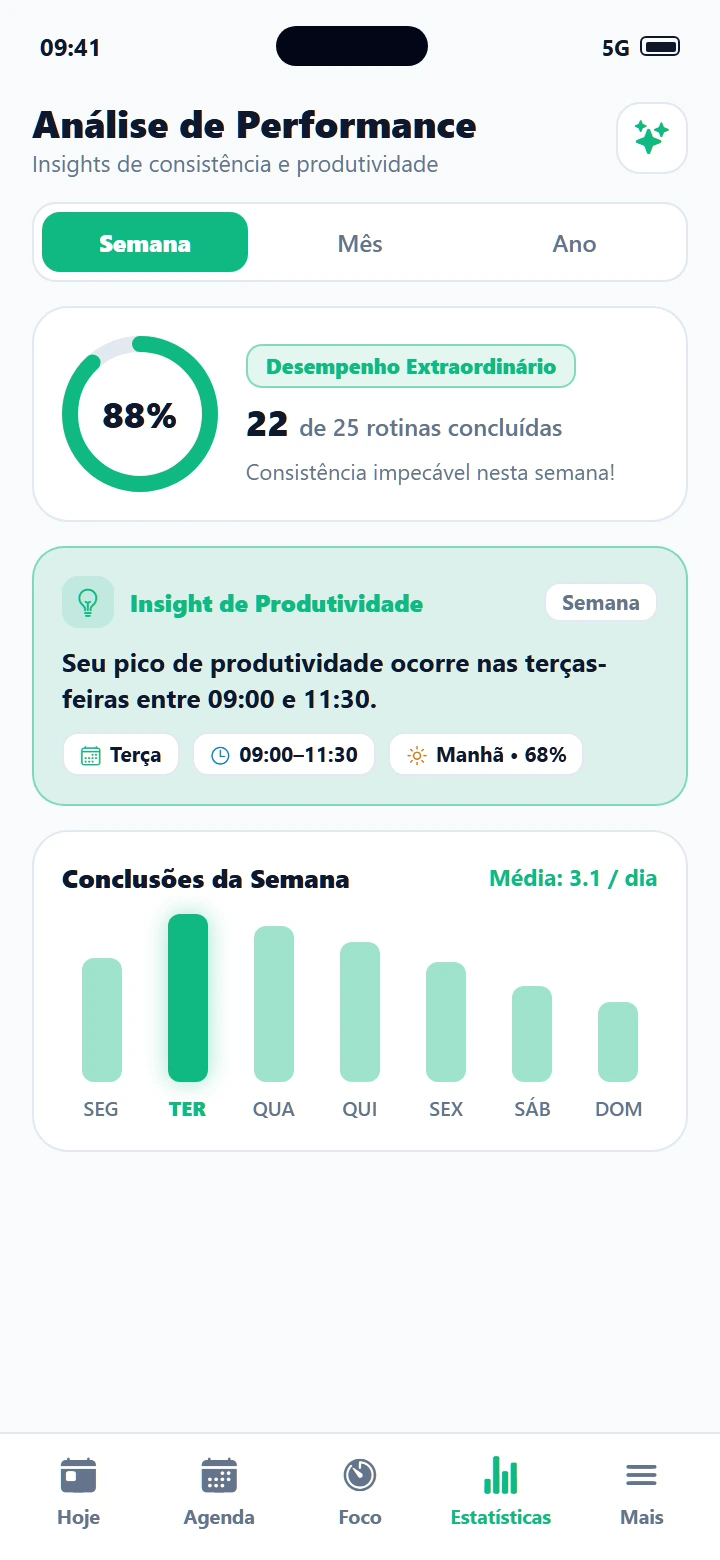 09:41
5G
Análise de Performance
Insights de consistência e produtividade
Semana
Mês
Ano
88%
Desempenho Extraordinário
22 de 25 rotinas concluídas
Consistência impecável nesta semana!
Insight de Produtividade
Semana
Seu pico de produtividade ocorre nas terças-
feiras entre 09:00 e 11:30.
Terça
09:00–11:30
Manhã • 68%
Conclusões da Semana
Média: 3.1 / dia
SEG
TER
QUA
QUI
SEX
SÁB
DOM
Hoje
Agenda
Foco
Estatísticas
Mais